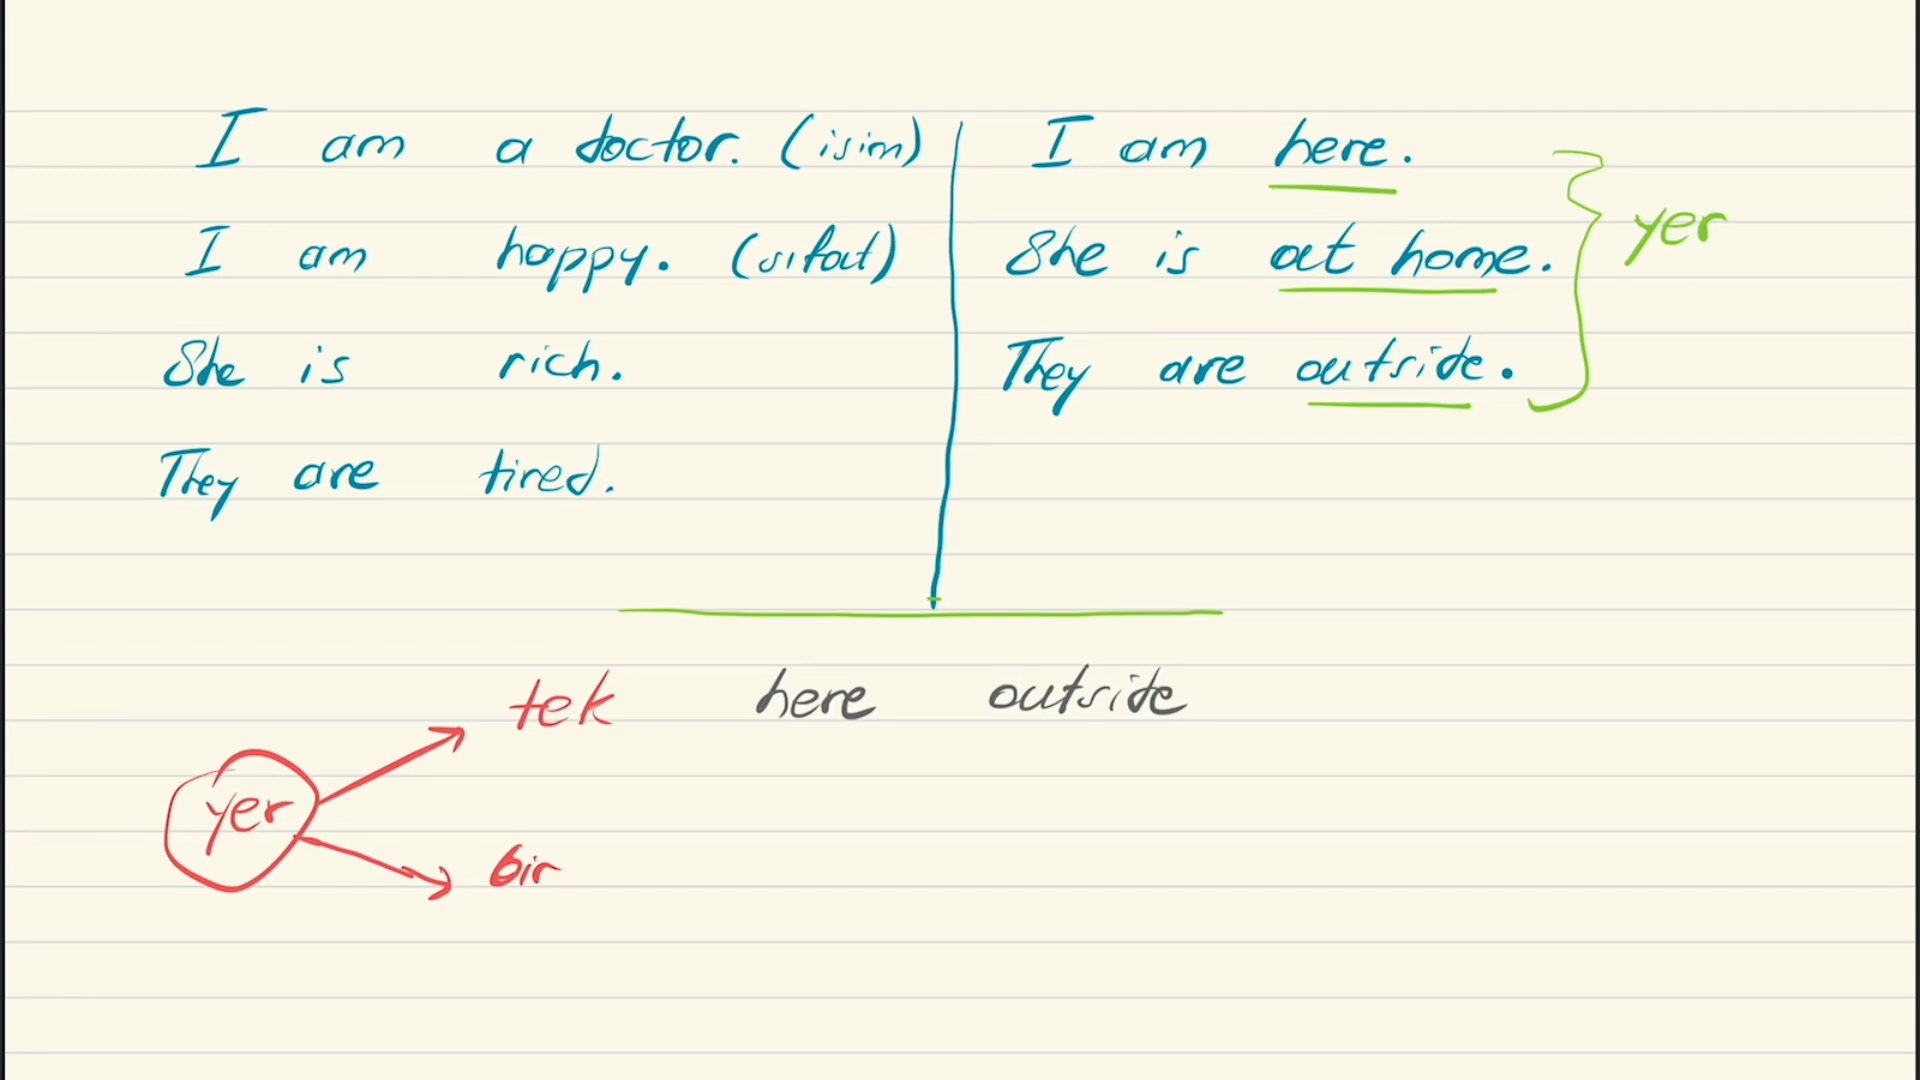 I am a doctor. (isim)
I am happy. (sıfat)
She is rich.
They are tired.
I am here.
She is at home.
They are outside.
yer
tek here outside
yer
bir